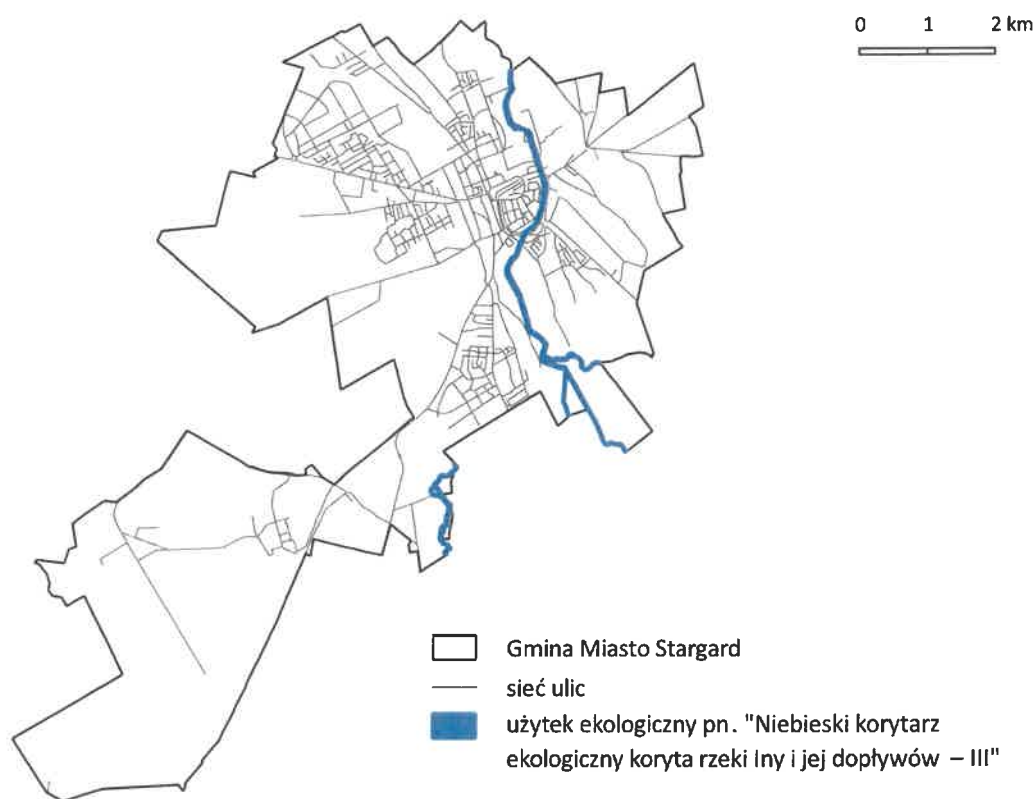 0 1 2 km
Gmina Miasto Stargard
sieć ulic
użytek ekologiczny pn. "Niebieski korytarz
ekologiczny koryta rzeki Iny i jej dopływów – III"